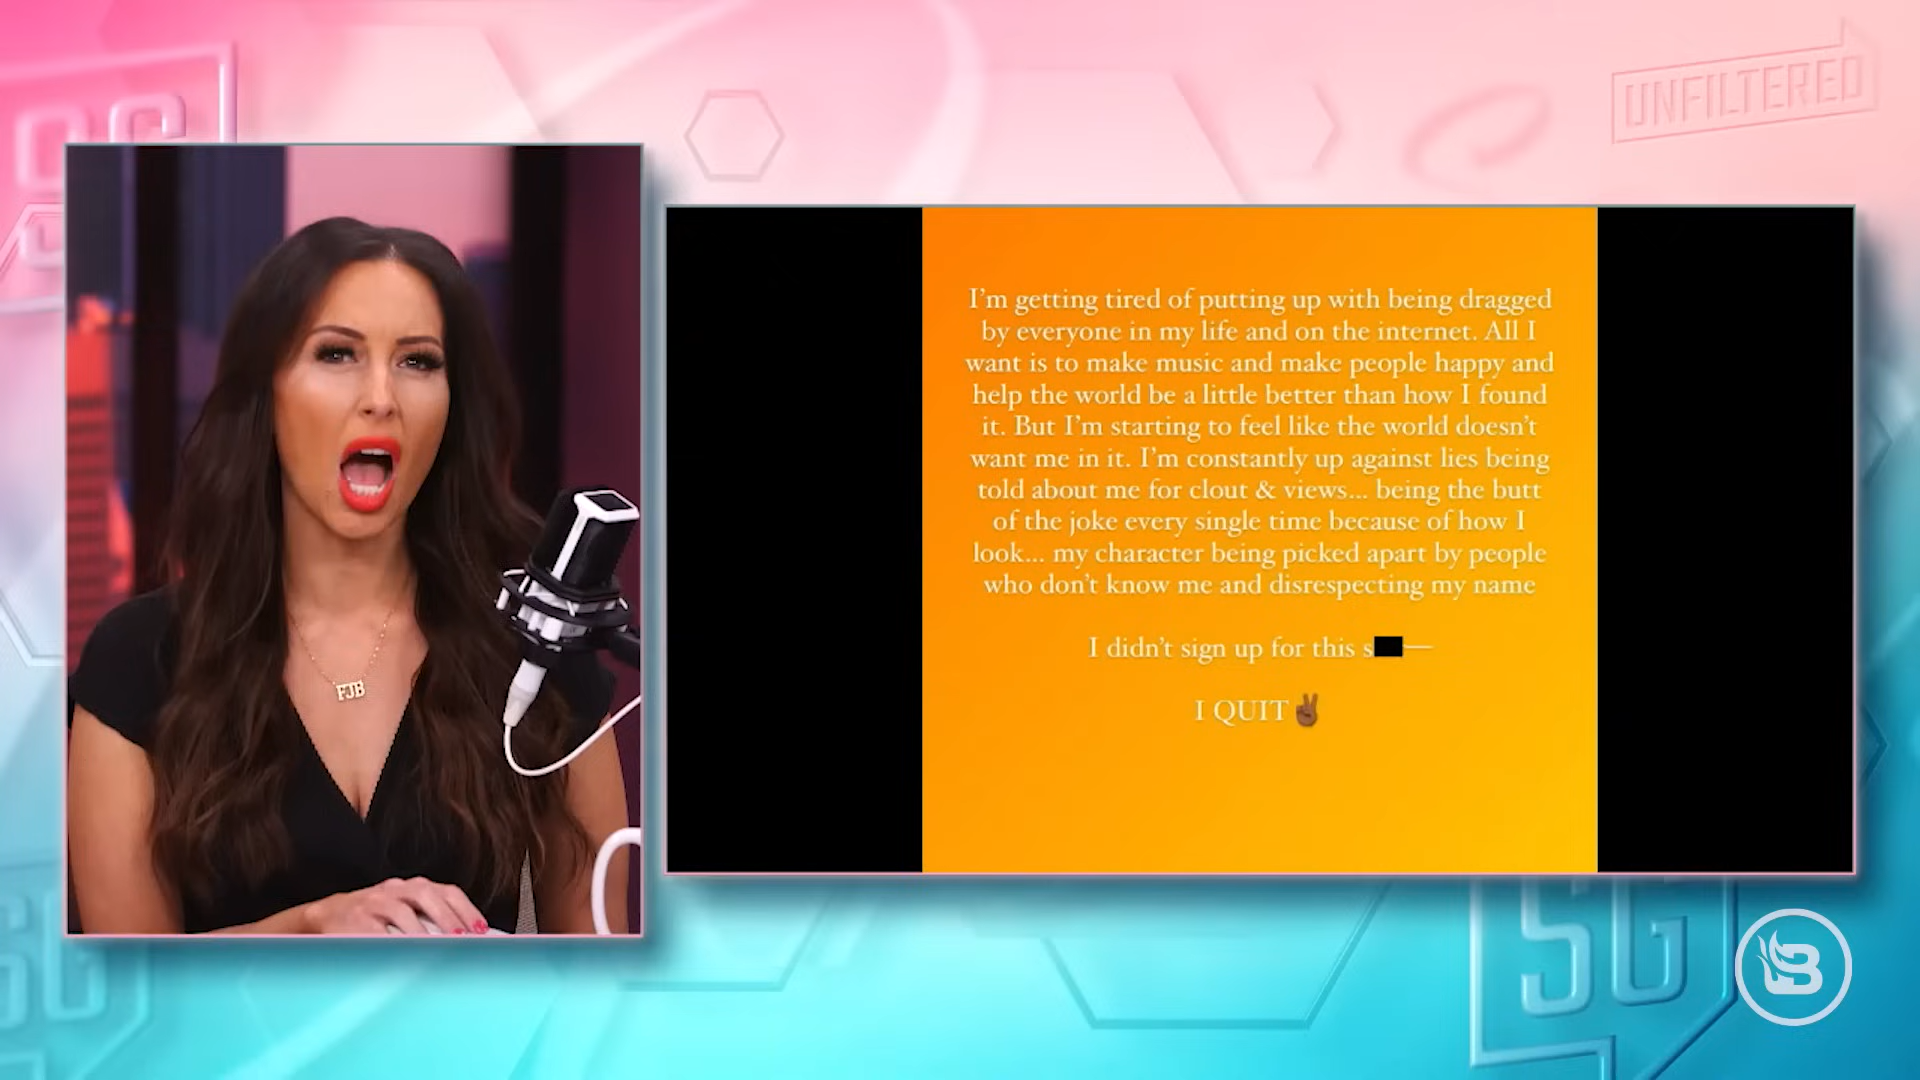 UNFILTERED
SG
FJB
I'm getting tired of putting up with being dragged
by everyone in my life and on the internet. All I
want is to make music and make people happy and
help the world be a little better than how I found
it. But I'm starting to feel like the world doesn't
want me in it. I'm constantly up against lies being
told about me for clout & views... being the butt
of the joke every single time because of how I
look... my character being picked apart by people
who don't know me and disrespecting my name
I didn't sign up for this s —
I QUIT✌🏾
SG
SG
B